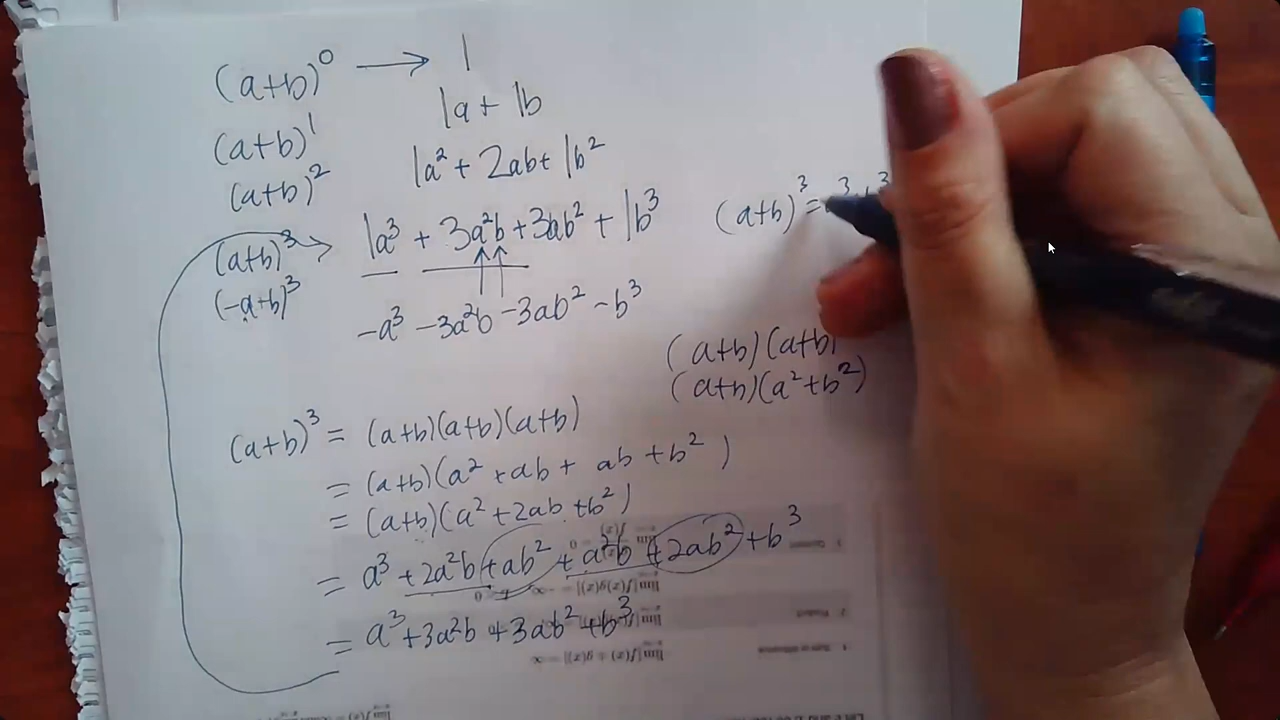 (a+b)⁰ → 1
(a+b)¹ 1a + 1b
(a+b)² 1a² + 2ab + 1b²
(a+b)³ → 1a³ + 3a²b + 3ab² + 1b³
(-a+b)³
-a³ - 3a²b - 3ab² - b³
(a+b)³ =
(a+b)(a+b)
(a+b)(a²+b²)
(a+b)³ = (a+b)(a+b)(a+b)
= (a+b)(a² + ab + ab + b²)
= (a+b)(a² + 2ab + b²)
= a³ + 2a²b + ab² + a²b + 2ab² + b³
= a³ + 3a²b + 3ab² + b³